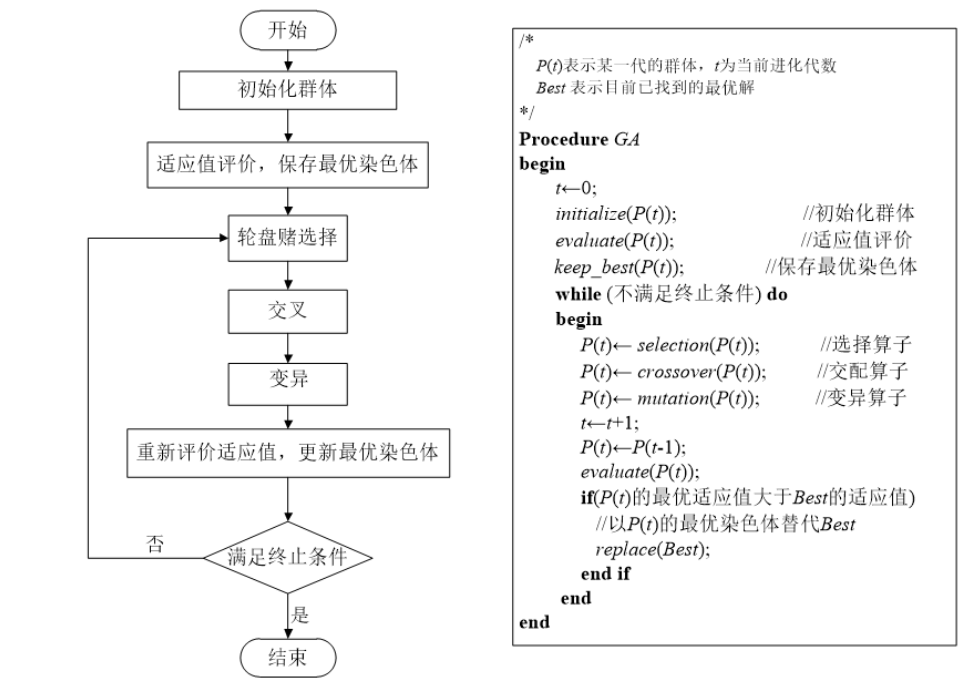 开始
初始化群体
适应值评价，保存最优染色体
轮盘赌选择
交叉
变异
重新评价适应值，更新最优染色体
满足终止条件
否
是
结束
/*
P(t)表示某一代的群体，t为当前进化代数
Best 表示目前已找到的最优解
*/
Procedure GA
begin
t←0;
initialize(P(t)); //初始化群体
evaluate(P(t)); //适应值评价
keep_best(P(t)); //保存最优染色体
while (不满足终止条件) do
begin
P(t)← selection(P(t)); //选择算子
P(t)← crossover(P(t)); //交配算子
P(t)← mutation(P(t)); //变异算子
t←t+1;
P(t)←P(t-1);
evaluate(P(t));
if(P(t)的最优适应值大于Best的适应值)
//以P(t)的最优染色体替代Best
replace(Best);
end if
end
end